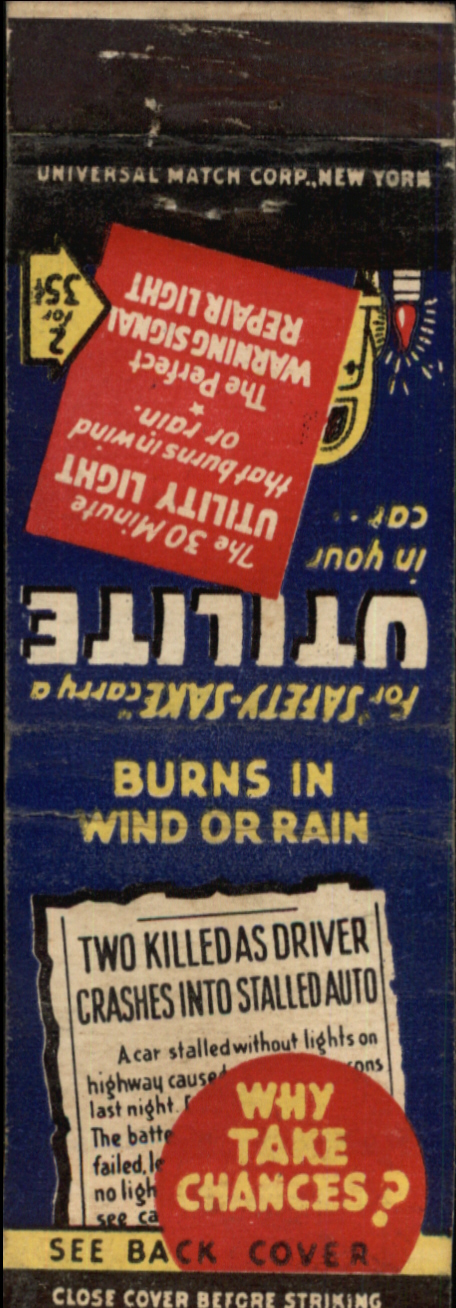 UNIVERSAL MATCH CORP., NEW YORK
For "SAFETY-SAKE" carry a
UTILITE
in your
car...
The 30 Minute
UTILITY LIGHT
that burns in wind
or rain.
The Perfect
WARNING SIGNAL
REPAIR LIGHT
2
for
35¢
BURNS IN
WIND OR RAIN
TWO KILLED AS DRIVER
CRASHES INTO STALLED AUTO
A car stalled without lights on
highway caused
last night.
The batte
failed, le
no ligh
see ca
WHY
TAKE
CHANCES?
SEE BACK COVER
CLOSE COVER BEFORE STRIKING